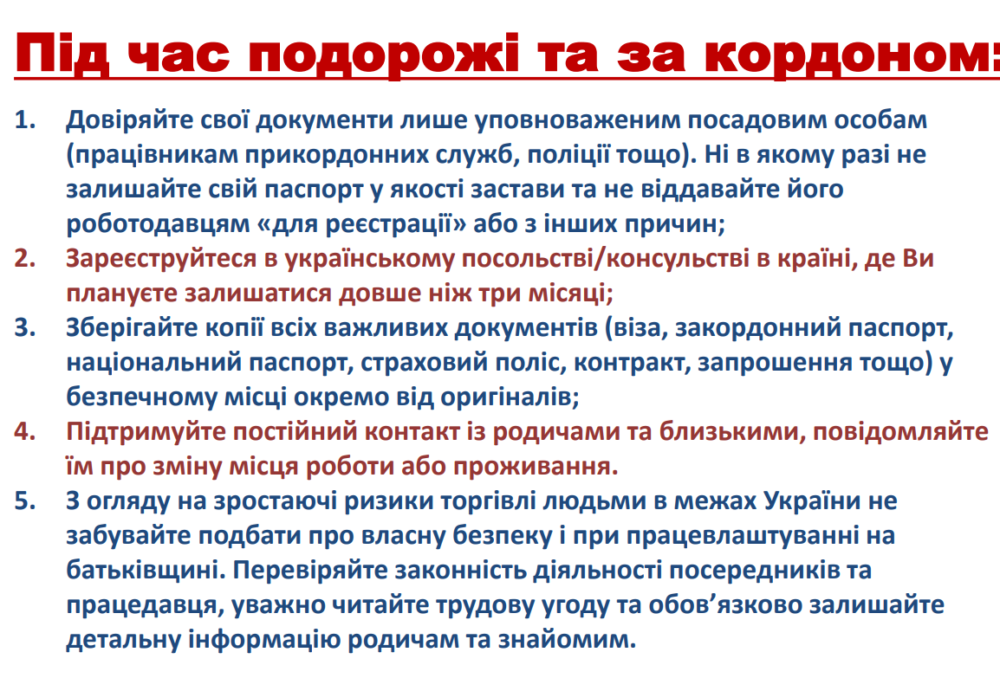 Під час подорожі та за кордоном:
1. Довіряйте свої документи лише уповноваженим посадовим особам
(працівникам прикордонних служб, поліції тощо). Ні в якому разі не
залишайте свій паспорт у якості застави та не віддавайте його
роботодавцям «для реєстрації» або з інших причин;
2. Зареєструйтеся в українському посольстві/консульстві в країні, де Ви
плануєте залишатися довше ніж три місяці;
3. Зберігайте копії всіх важливих документів (віза, закордонний паспорт,
національний паспорт, страховий поліс, контракт, запрошення тощо) у
безпечному місці окремо від оригіналів;
4. Підтримуйте постійний контакт із родичами та близькими, повідомляйте
їм про зміну місця роботи або проживання.
5. З огляду на зростаючі ризики торгівлі людьми в межах України не
забувайте подбати про власну безпеку і при працевлаштуванні на
батьківщині. Перевіряйте законність діяльності посередників та
працедавця, уважно читайте трудову угоду та обов’язково залишайте
детальну інформацію родичам та знайомим.